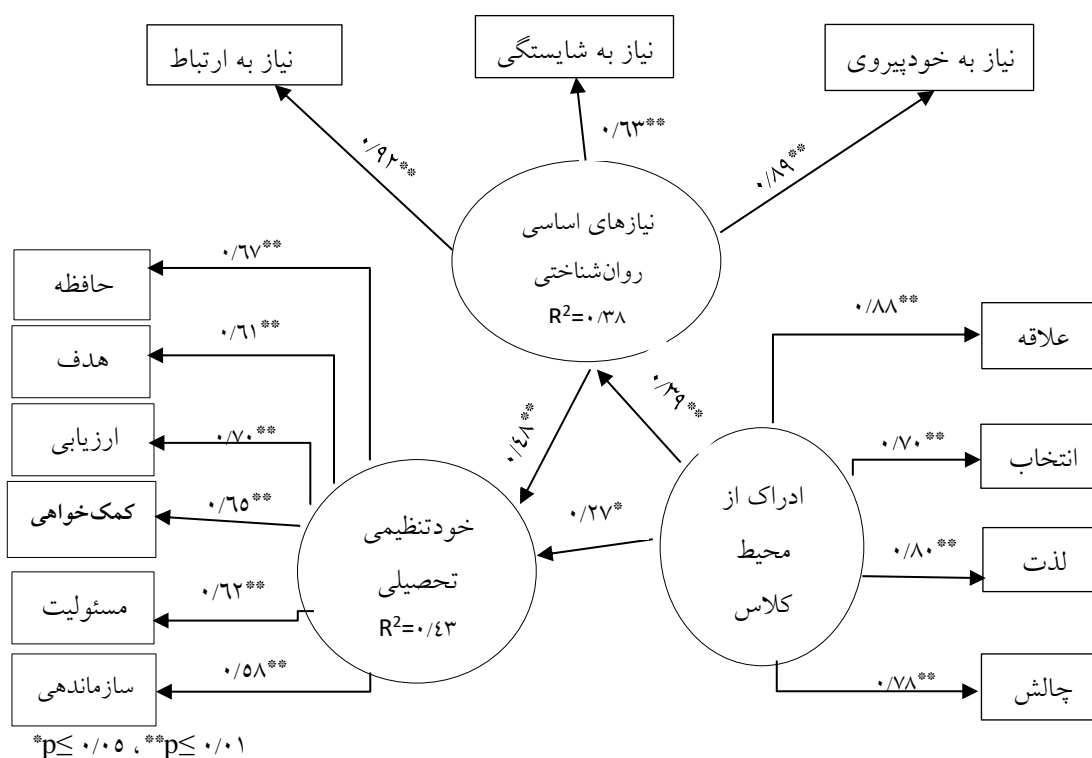 نیاز به خودپیروی
نیاز به شایستگی
نیاز به ارتباط
۰/۸۹**
۰/۶۳**
۰/۹۲**
نیازهای اساسی
روان‌شناختی
R²=۰/۳۸
۰/۸۸**
علاقه
۰/۷۰**
انتخاب
۰/۸۰**
لذت
۰/۷۸**
چالش
ادراک از
محیط
کلاس
۰/۳۹**
۰/۴۸**
۰/۲۷*
خودتنظیمی
تحصیلی
R²=۰/۴۳
۰/۶۷**
حافظه
۰/۶۱**
هدف
۰/۷۰**
ارزیابی
۰/۶۵**
کمک‌خواهی
۰/۶۲**
مسئولیت
۰/۵۸**
سازماندهی
*p≤ ۰/۰۵ ، **p≤ ۰/۰۱